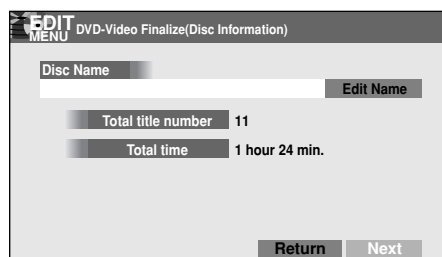 EDIT
MENU DVD-Video Finalize(Disc Information)
Disc Name
Edit Name
Total title number 11
Total time 1 hour 24 min.
Return Next